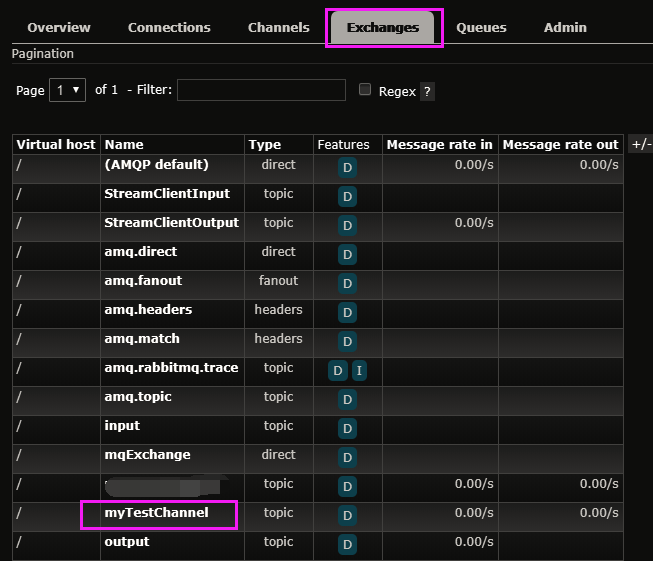 Overview Connections Channels Exchanges Queues Admin
Pagination
Page 1 of 1 - Filter: Regex ?
Virtual host Name Type Features Message rate in Message rate out +/-
/ (AMQP default) direct D 0.00/s 0.00/s
/ StreamClientInput topic D
/ StreamClientOutput topic D 0.00/s
/ amq.direct direct D
/ amq.fanout fanout D
/ amq.headers headers D
/ amq.match headers D
/ amq.rabbitmq.trace topic D I
/ amq.topic topic D
/ input topic D
/ mqExchange direct D
/ topic D 0.00/s 0.00/s
/ myTestChannel topic D 0.00/s 0.00/s
/ output topic D 0.00/s